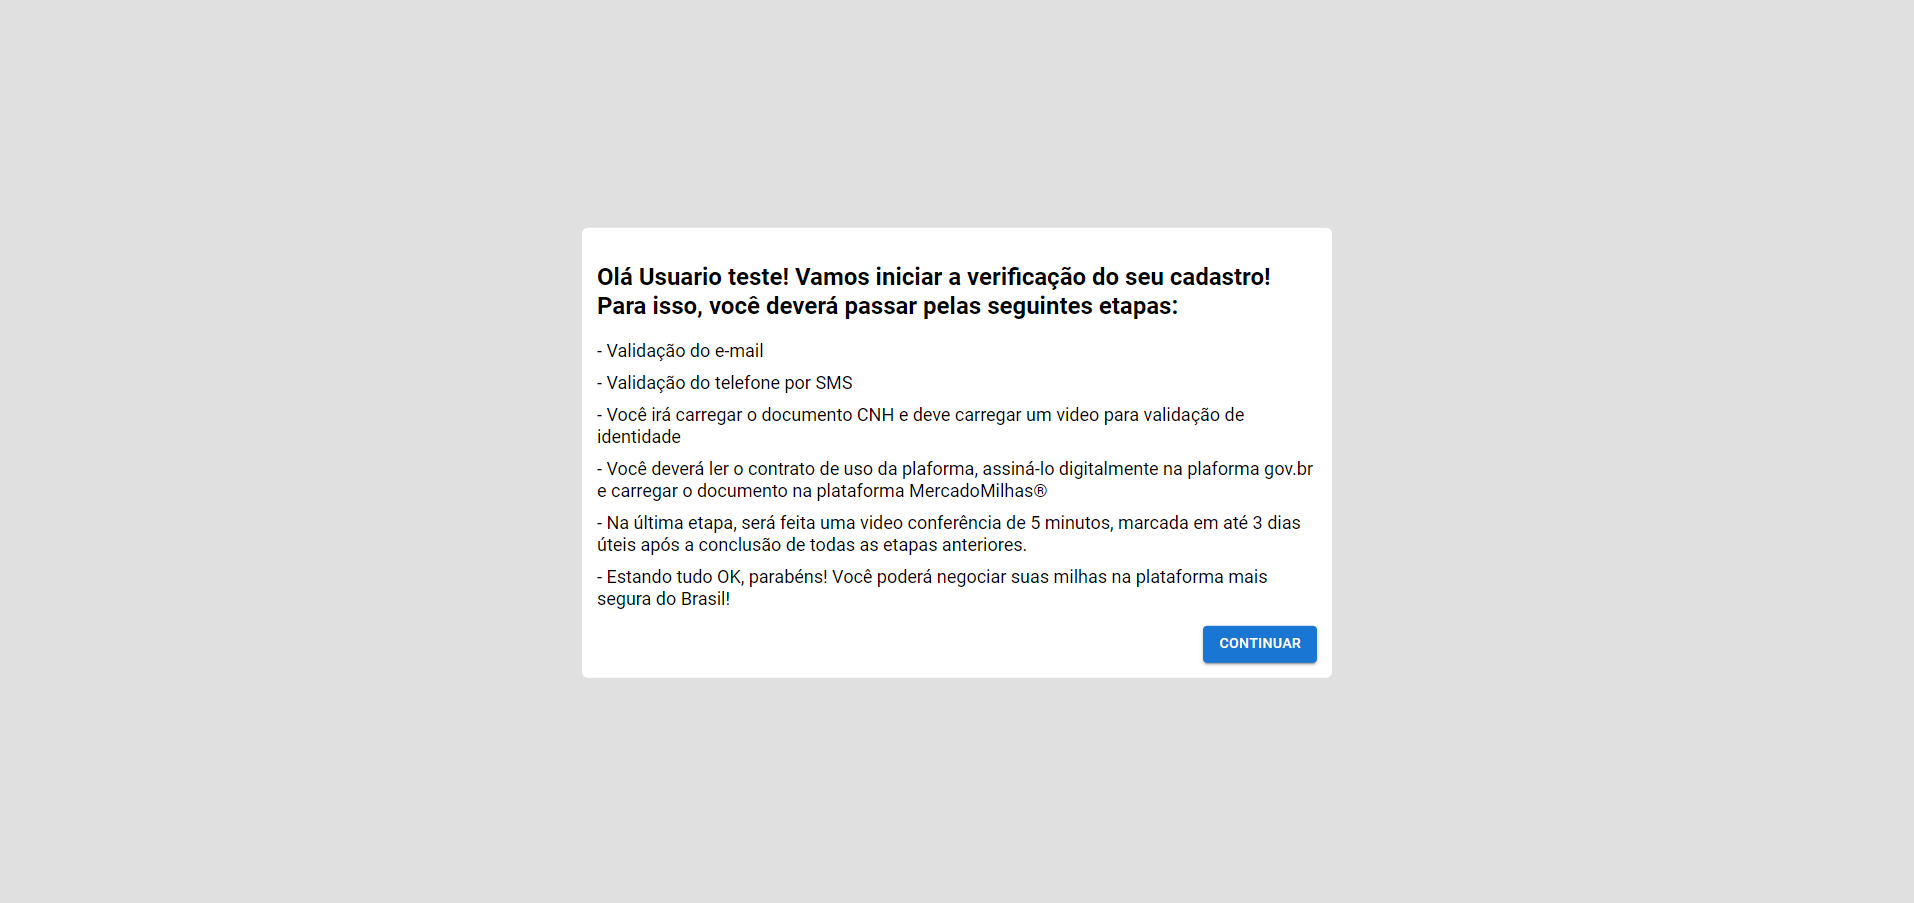 Olá Usuario teste! Vamos iniciar a verificação do seu cadastro!
Para isso, você deverá passar pelas seguintes etapas:
- Validação do e-mail
- Validação do telefone por SMS
- Você irá carregar o documento CNH e deve carregar um video para validação de
identidade
- Você deverá ler o contrato de uso da plaforma, assiná-lo digitalmente na plaforma gov.br
e carregar o documento na plataforma MercadoMilhas®
- Na última etapa, será feita uma video conferência de 5 minutos, marcada em até 3 dias
úteis após a conclusão de todas as etapas anteriores.
- Estando tudo OK, parabéns! Você poderá negociar suas milhas na plataforma mais
segura do Brasil!
CONTINUAR